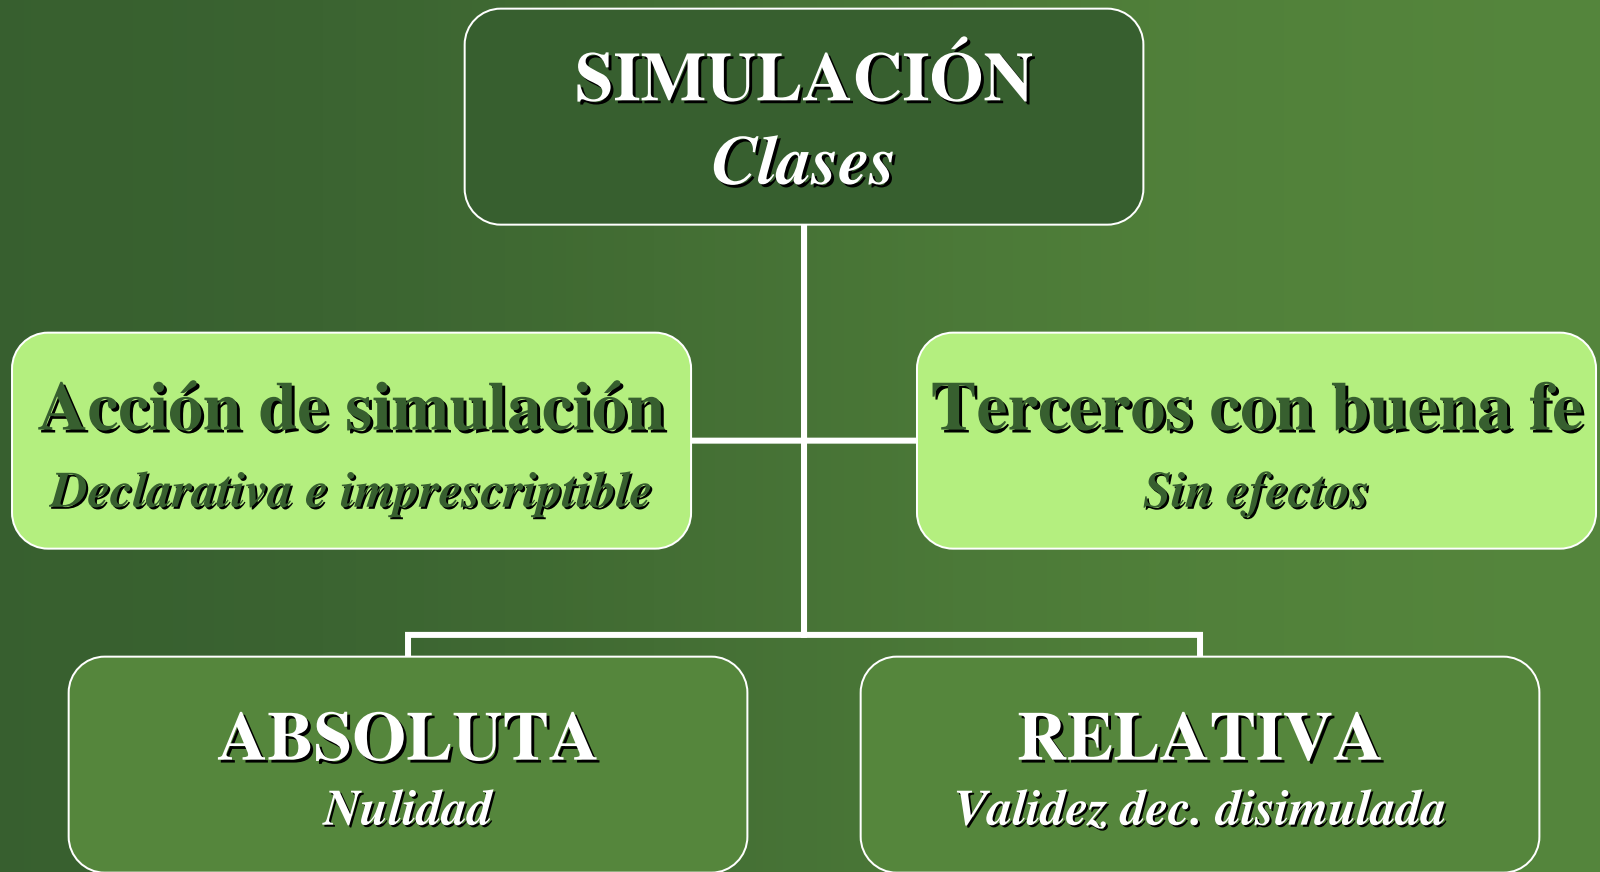 SIMULACIÓN
Clases
Acción de simulación
Declarativa e imprescriptible
Terceros con buena fe
Sin efectos
ABSOLUTA
Nulidad
RELATIVA
Validez dec. disimulada